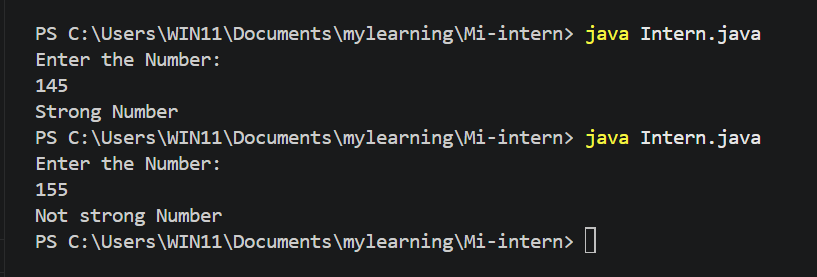 PS C:\Users\WIN11\Documents\mylearning\Mi-intern> java Intern.java
Enter the Number:
145
Strong Number
PS C:\Users\WIN11\Documents\mylearning\Mi-intern> java Intern.java
Enter the Number:
155
Not strong Number
PS C:\Users\WIN11\Documents\mylearning\Mi-intern>